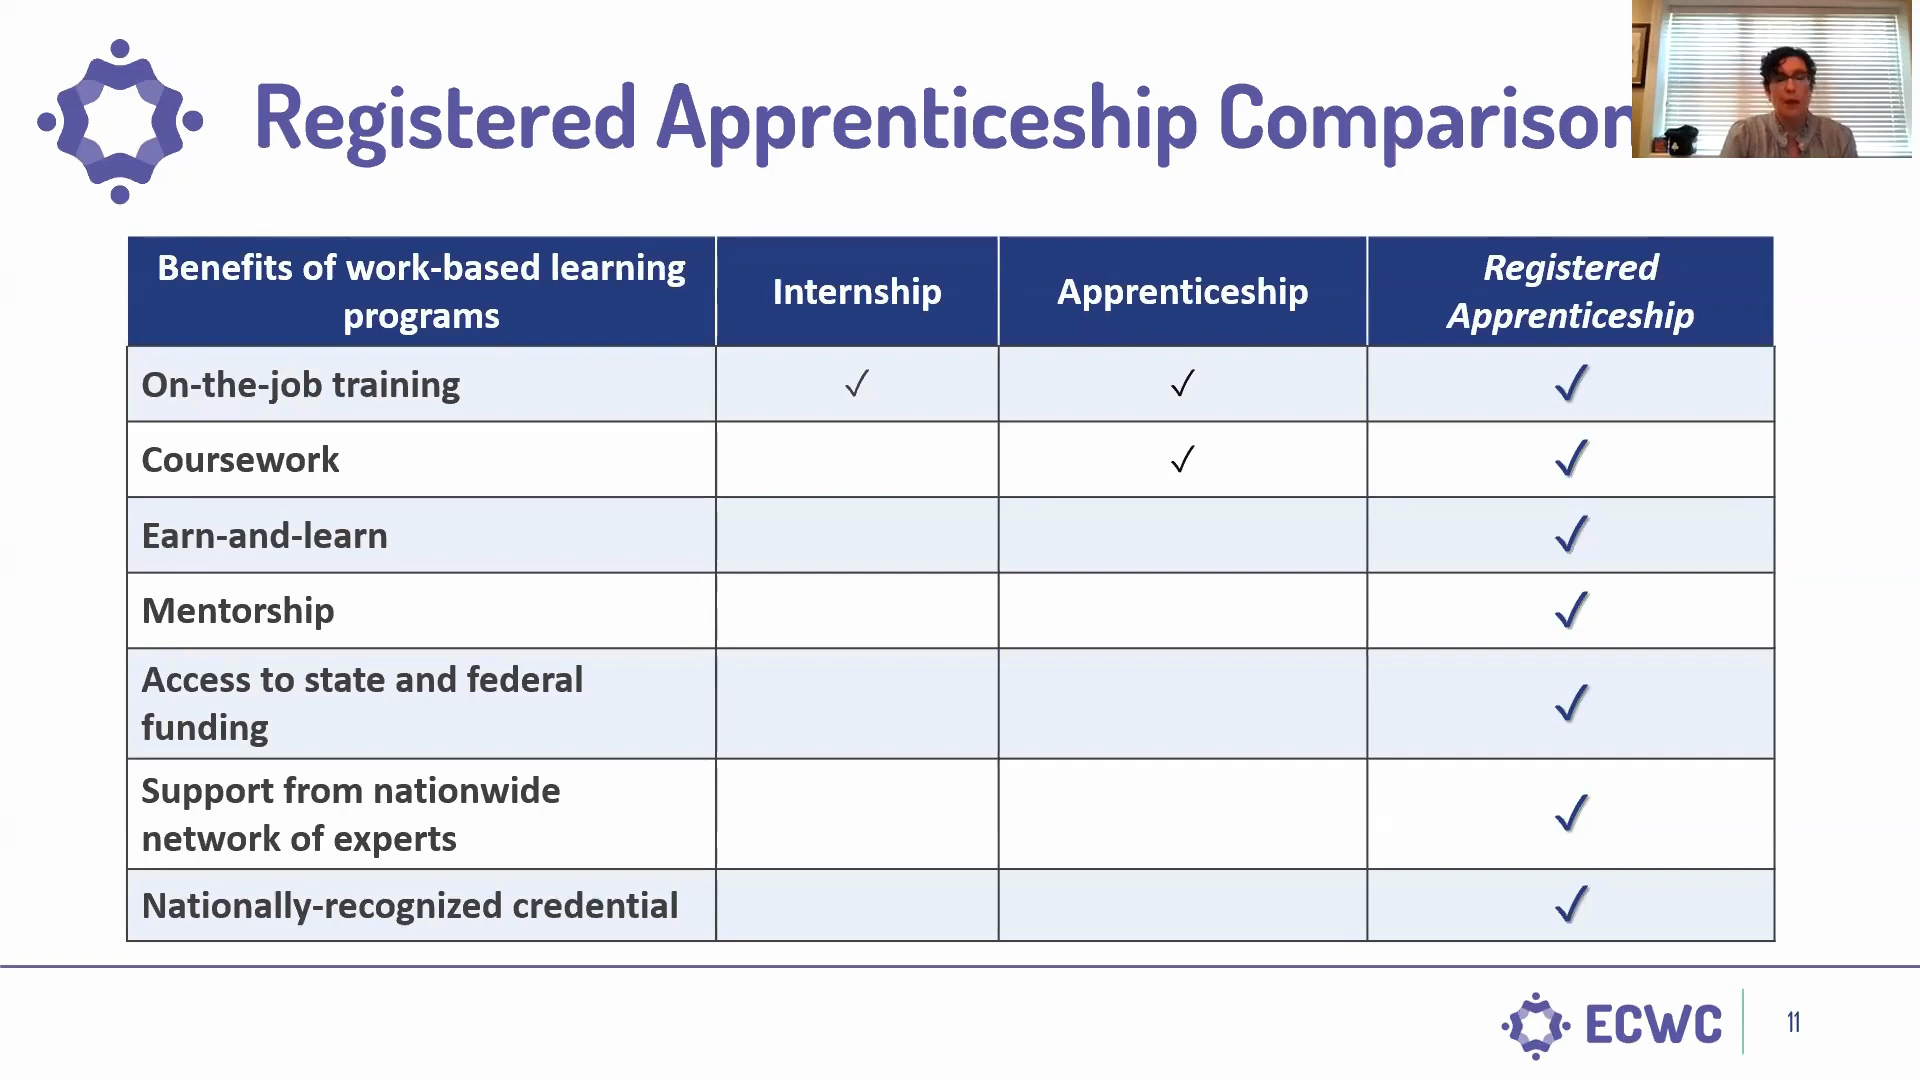 Registered Apprenticeship Comparison
Benefits of work-based learning
programs
Internship
Apprenticeship
Registered
Apprenticeship
On-the-job training ✓ ✓ ✓
Coursework ✓ ✓
Earn-and-learn ✓
Mentorship ✓
Access to state and federal
funding ✓
Support from nationwide
network of experts ✓
Nationally-recognized credential ✓
ECWC
11